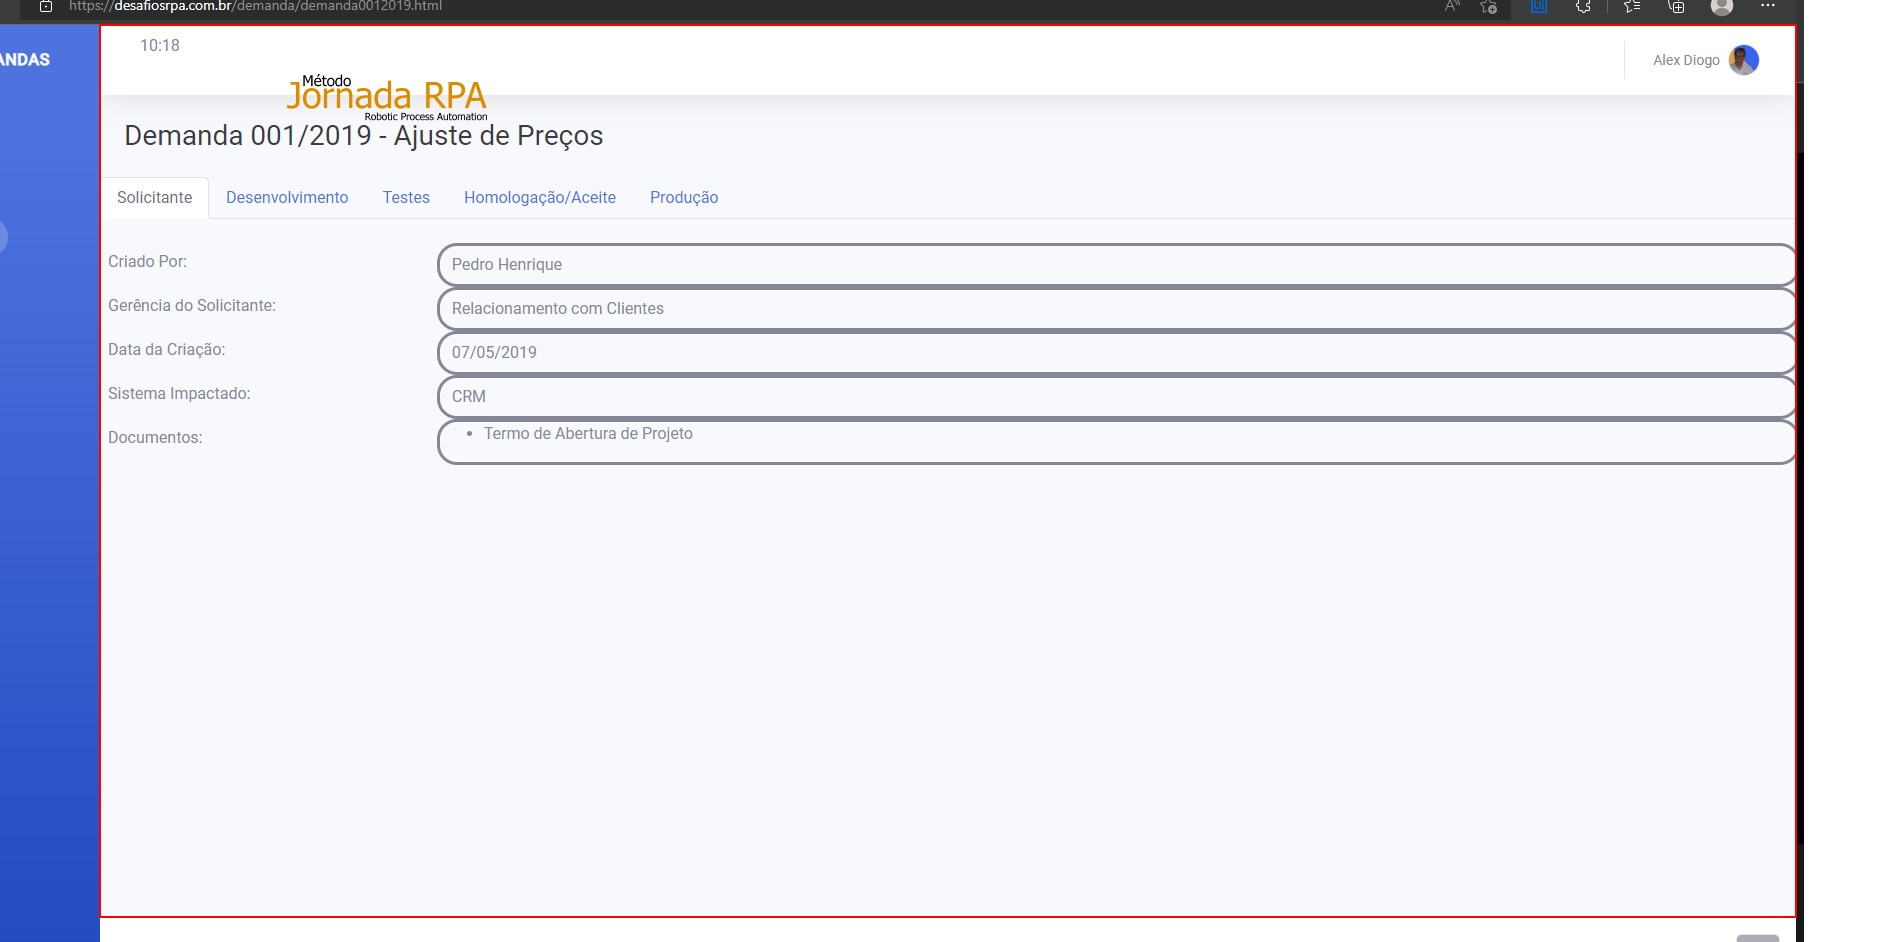 https://desafiosrpa.com.br/demanda/demanda0012019.html
ANDAS
10:18
Alex Diogo
Método
Jornada RPA
Robotic Process Automation
Demanda 001/2019 - Ajuste de Preços
Solicitante Desenvolvimento Testes Homologação/Aceite Produção
Criado Por: Pedro Henrique
Gerência do Solicitante: Relacionamento com Clientes
Data da Criação: 07/05/2019
Sistema Impactado: CRM
Documentos: • Termo de Abertura de Projeto